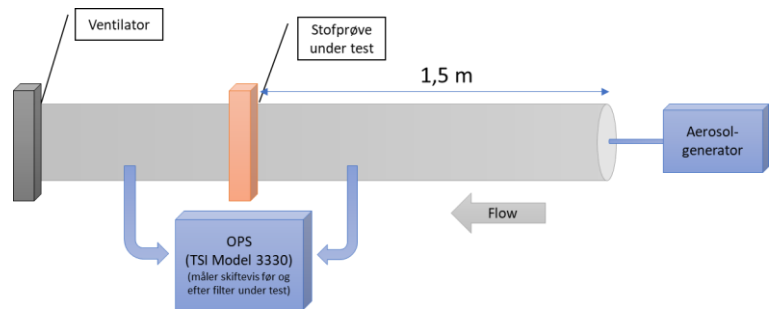 Ventilator
Stofprøve
under test
1,5 m
Aerosol-
generator
Flow
OPS
(TSI Model 3330)
(måler skiftevis før og
efter filter under test)